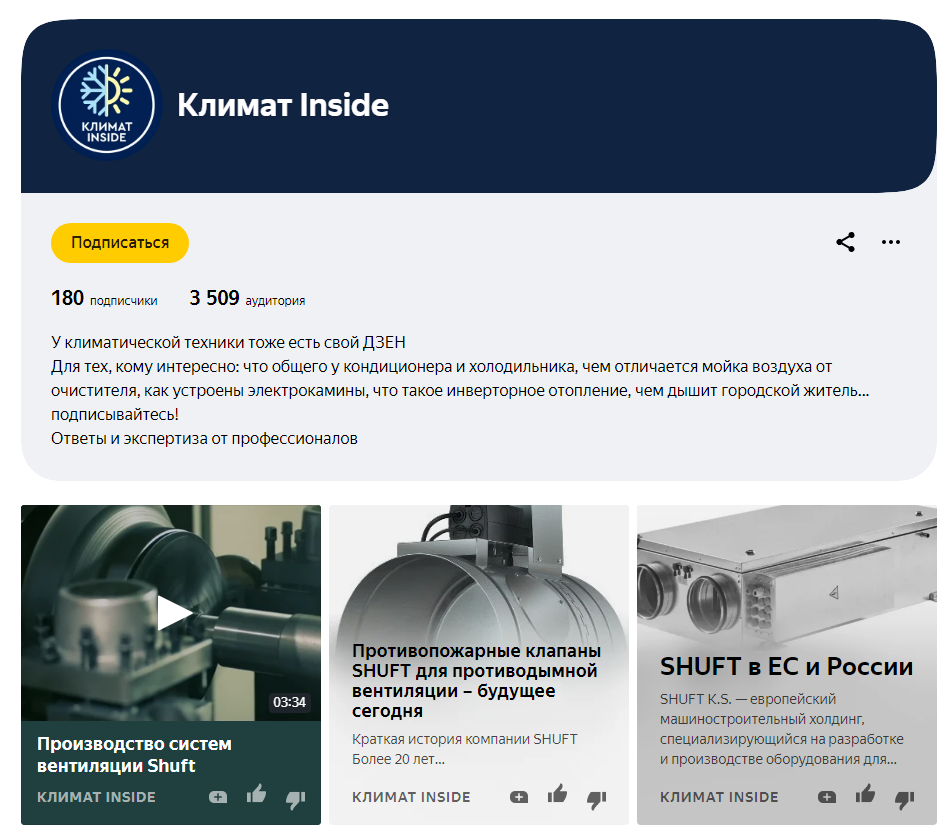 КЛИМАТ
INSIDE
Климат Inside
Подписаться
180 подписчики 3 509 аудитория
У климатической техники тоже есть свой ДЗЕН
Для тех, кому интересно: что общего у кондиционера и холодильника, чем отличается мойка воздуха от
очистителя, как устроены электрокамины, что такое инверторное отопление, чем дышит городской житель...
подписывайтесь!
Ответы и экспертиза от профессионалов
03:34
Производство систем
вентиляции Shuft
КЛИМАТ INSIDE
Противопожарные клапаны
SHUFT для противодымной
вентиляции – будущее
сегодня
Краткая история компании SHUFT
Более 20 лет...
КЛИМАТ INSIDE
SHUFT в ЕС и России
SHUFT K.S. — европейский
машиностроительный холдинг,
специализирующийся на разработке
и производстве оборудования для...
КЛИМАТ INSIDE